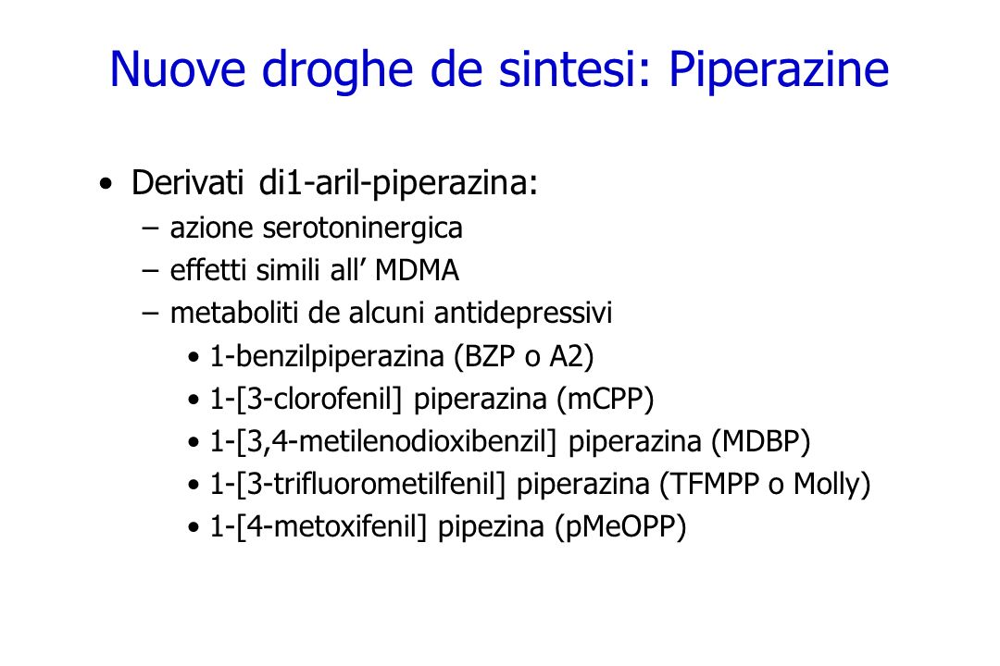 Nuove droghe de sintesi: Piperazine
• Derivati di1-aril-piperazina:
– azione serotoninergica
– effetti simili all’ MDMA
– metaboliti de alcuni antidepressivi
• 1-benzilpiperazina (BZP o A2)
• 1-[3-clorofenil] piperazina (mCPP)
• 1-[3,4-metilenodioxibenzil] piperazina (MDBP)
• 1-[3-trifluorometilfenil] piperazina (TFMPP o Molly)
• 1-[4-metoxifenil] pipezina (pMeOPP)